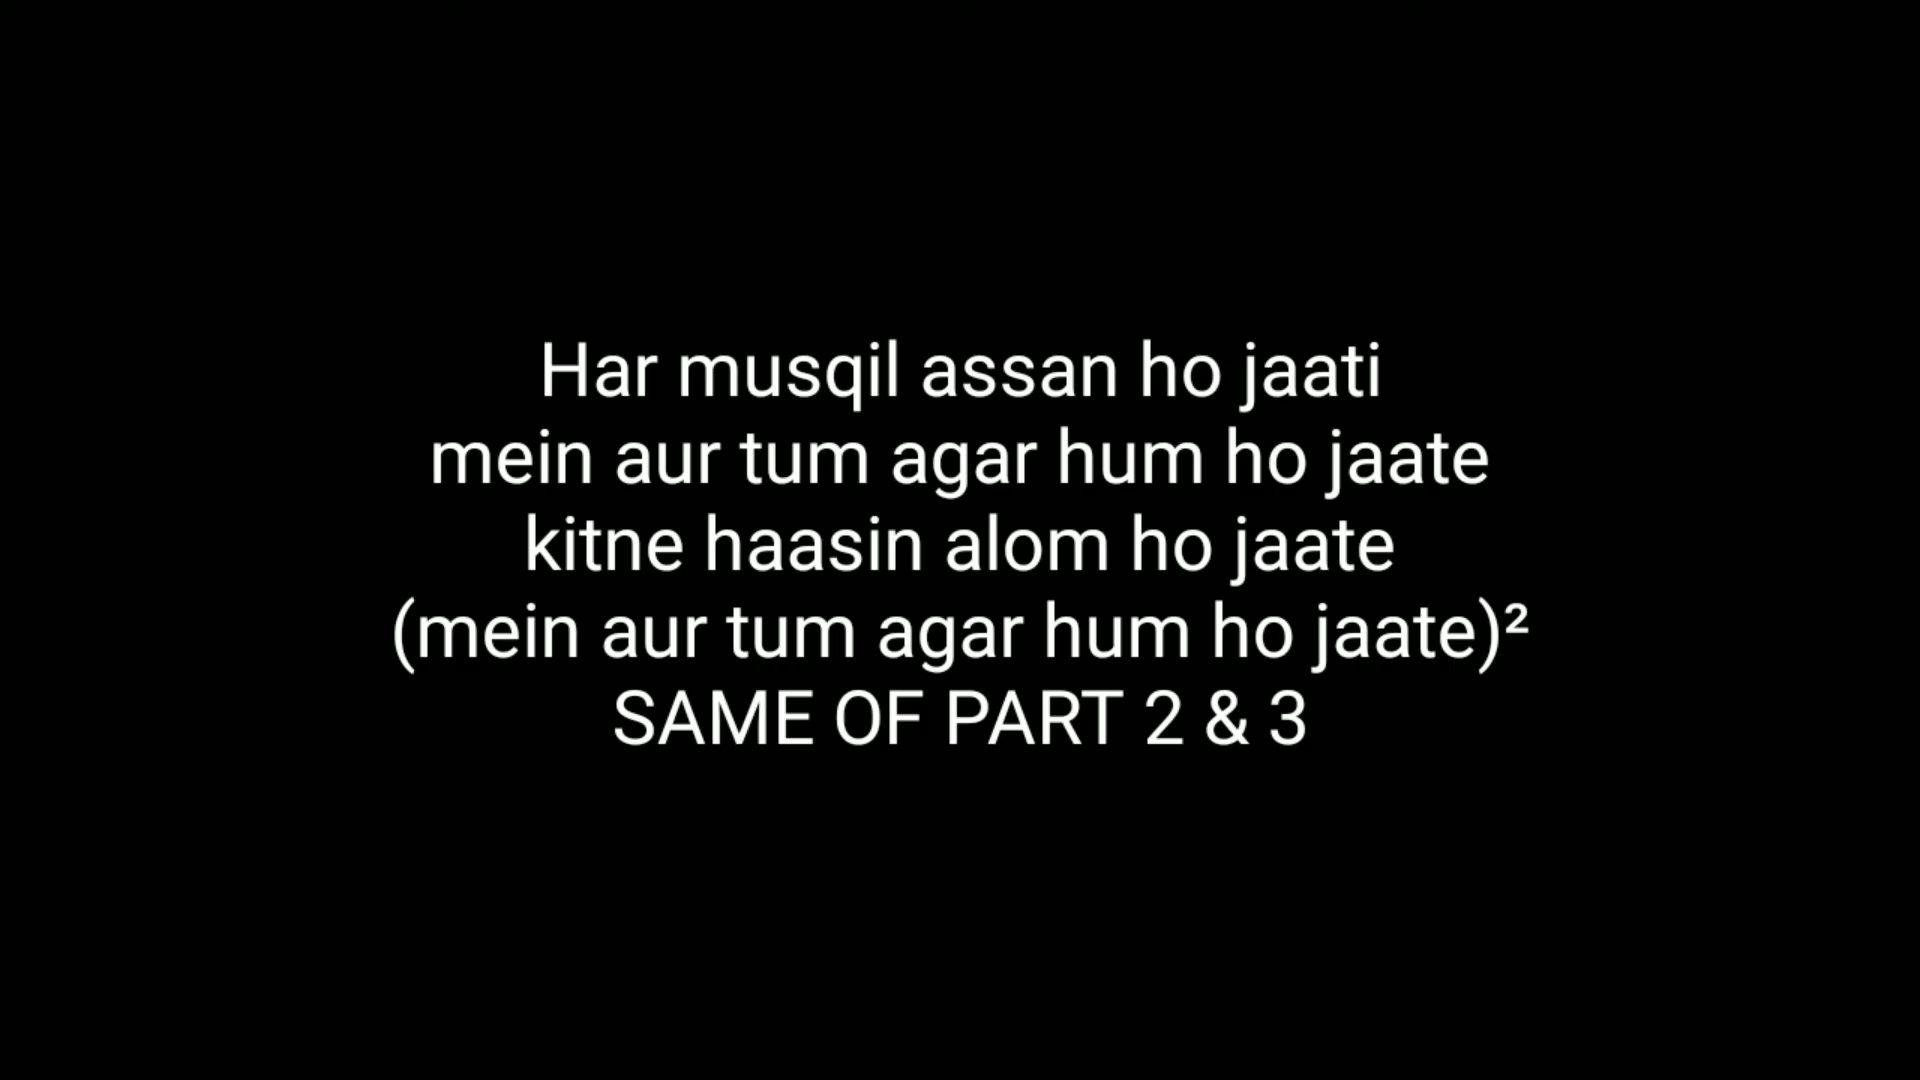 Har musqil assan ho jaati
mein aur tum agar hum ho jaate
kitne haasin alom ho jaate
(mein aur tum agar hum ho jaate)²
SAME OF PART 2 & 3